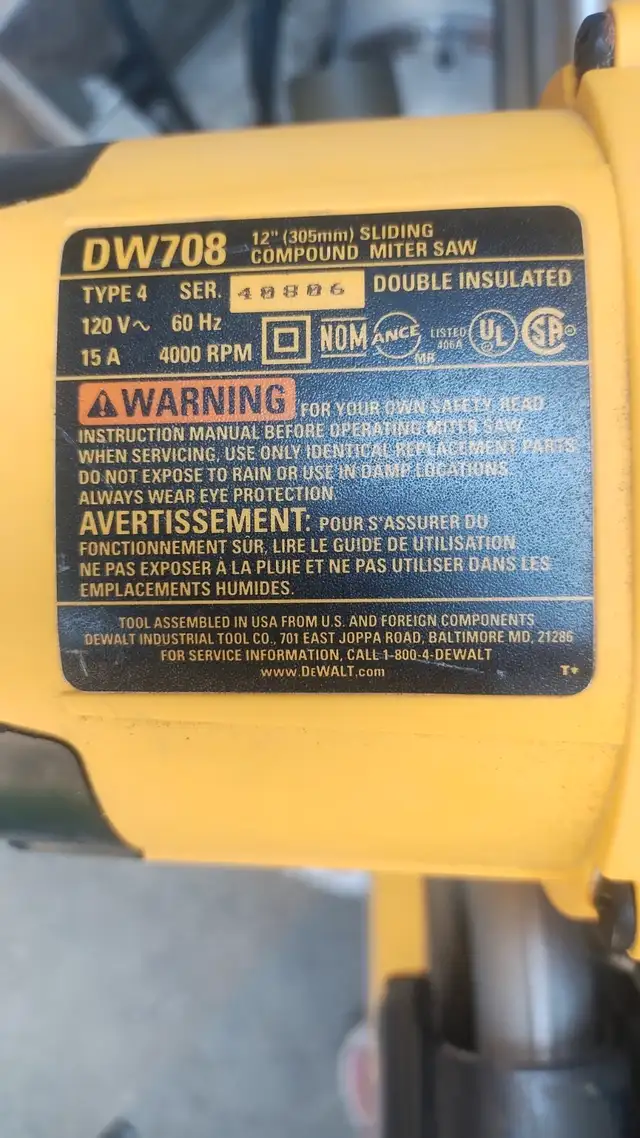 DW708 12" (305mm) SLIDING
COMPOUND MITER SAW
TYPE 4 SER. 40806 DOUBLE INSULATED
120 V~ 60 Hz
15 A 4000 RPM
NOM ANCE MR LISTED 406A UL SA
WARNING FOR YOUR OWN SAFETY, READ
INSTRUCTION MANUAL BEFORE OPERATING MITER SAW.
WHEN SERVICING, USE ONLY IDENTICAL REPLACEMENT PARTS.
DO NOT EXPOSE TO RAIN OR USE IN DAMP LOCATIONS.
ALWAYS WEAR EYE PROTECTION.
AVERTISSEMENT: POUR S'ASSURER DU
FONCTIONNEMENT SÛR, LIRE LE GUIDE DE UTILISATION.
NE PAS EXPOSER À LA PLUIE ET NE PAS UTILISER DANS LES
EMPLACEMENTS HUMIDES.
TOOL ASSEMBLED IN USA FROM U.S. AND FOREIGN COMPONENTS
DEWALT INDUSTRIAL TOOL CO., 701 EAST JOPPA ROAD, BALTIMORE MD, 21286
FOR SERVICE INFORMATION, CALL 1-800-4-DEWALT
www.DEWALT.com T*